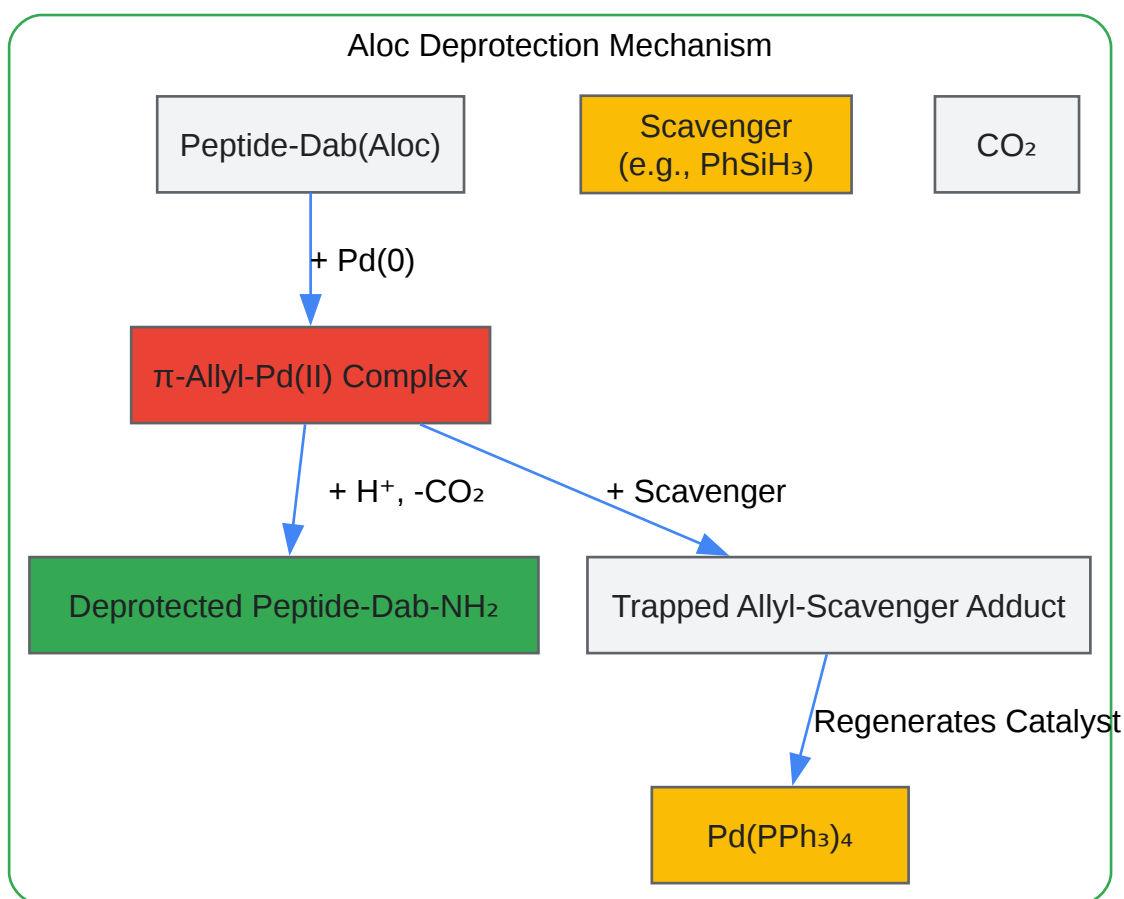 Aloc Deprotection Mechanism
Peptide-Dab(Aloc)
Scavenger
(e.g., PhSiH₃)
CO₂
+ Pd(0)
π-Allyl-Pd(II) Complex
+ H⁺, -CO₂
+ Scavenger
Deprotected Peptide-Dab-NH₂
Trapped Allyl-Scavenger Adduct
Regenerates Catalyst
Pd(PPh₃)₄